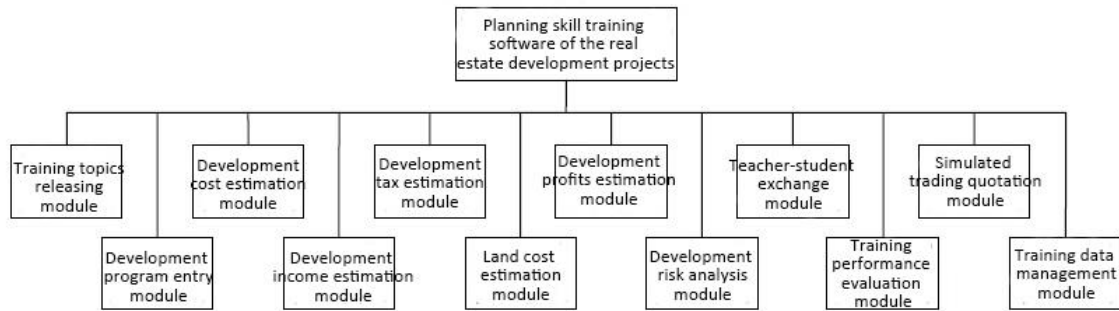 Planning skill training
software of the real
estate development projects
Training topics
releasing module
Development
cost estimation
module
Development
tax estimation
module
Development
profits estimation
module
Teacher-student
exchange
module
Simulated
trading quotation
module
Development
program entry
module
Development
income estimation
module
Land cost
estimation
module
Development
risk analysis
module
Training
performance
evaluation
module
Training data
management
module